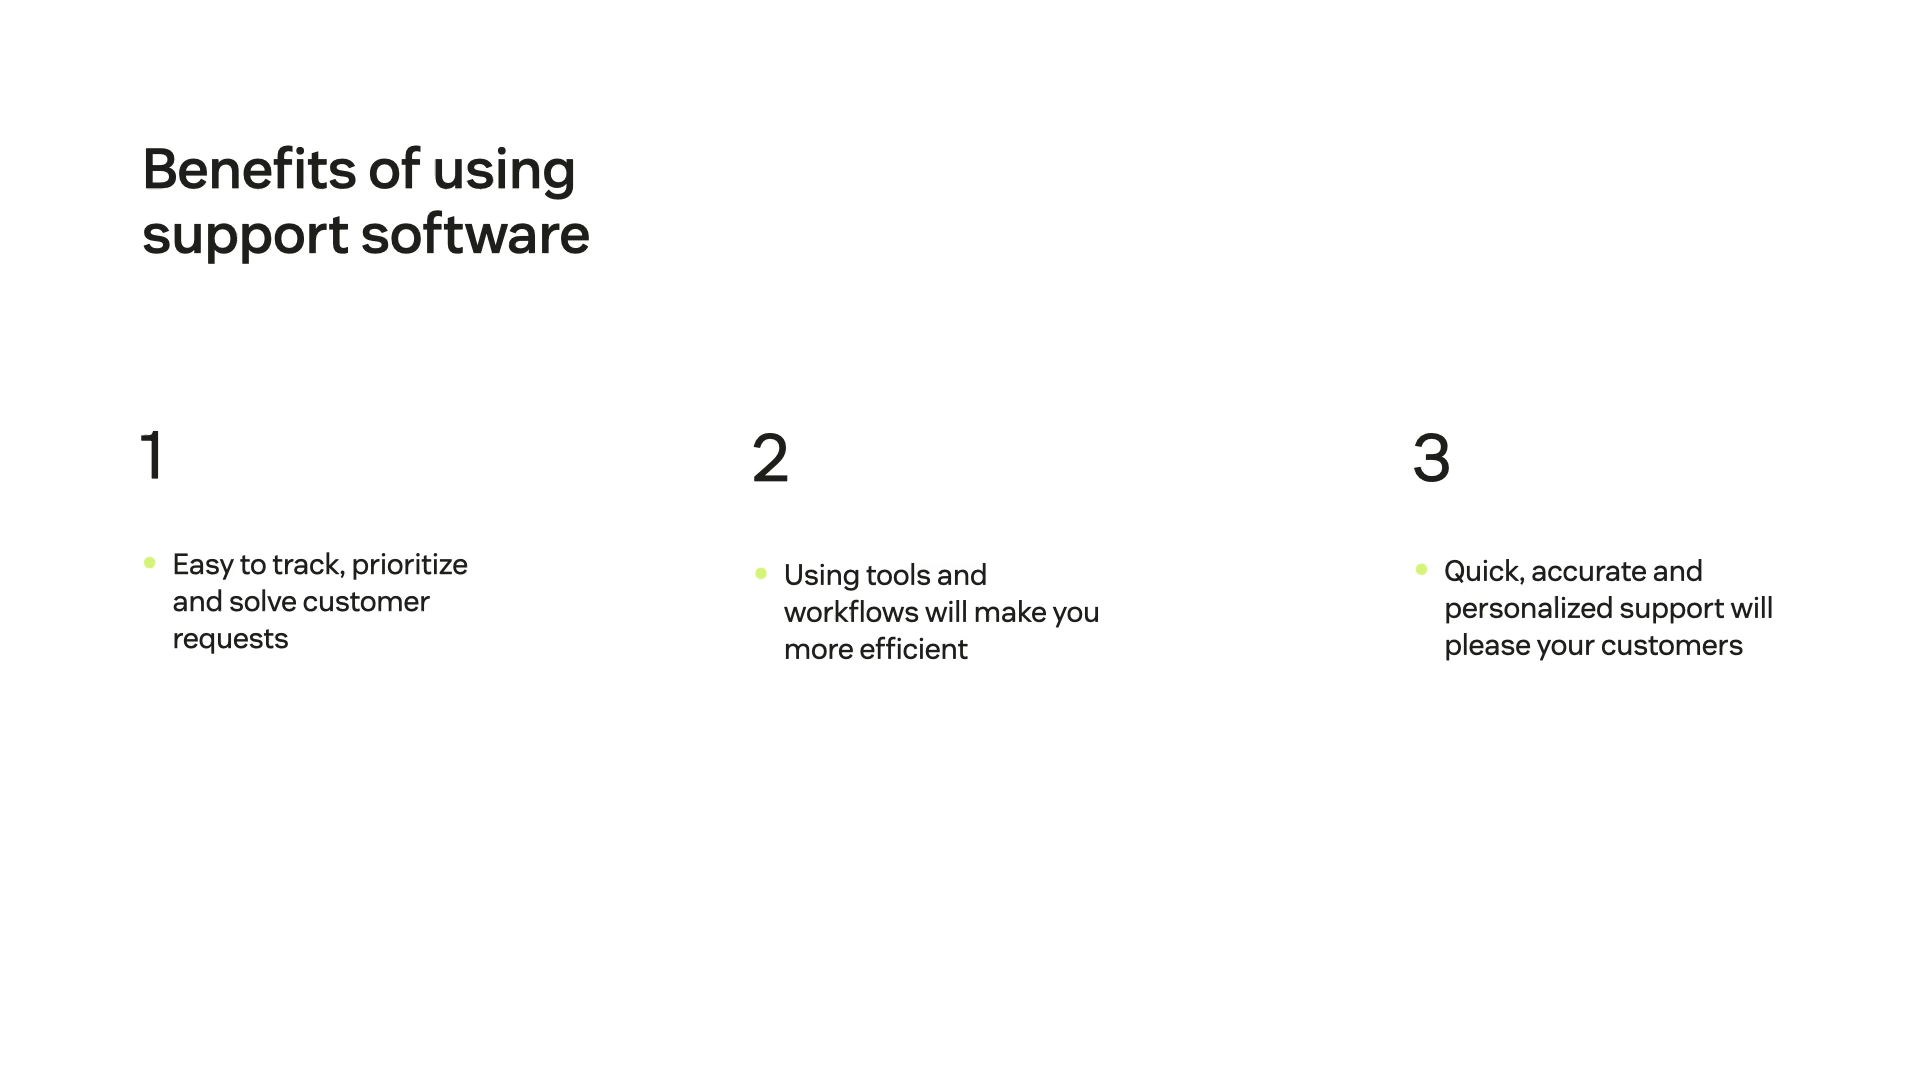 Benefits of using
support software
1
Easy to track, prioritize
and solve customer
requests
2
Using tools and
workflows will make you
more efficient
3
Quick, accurate and
personalized support will
please your customers